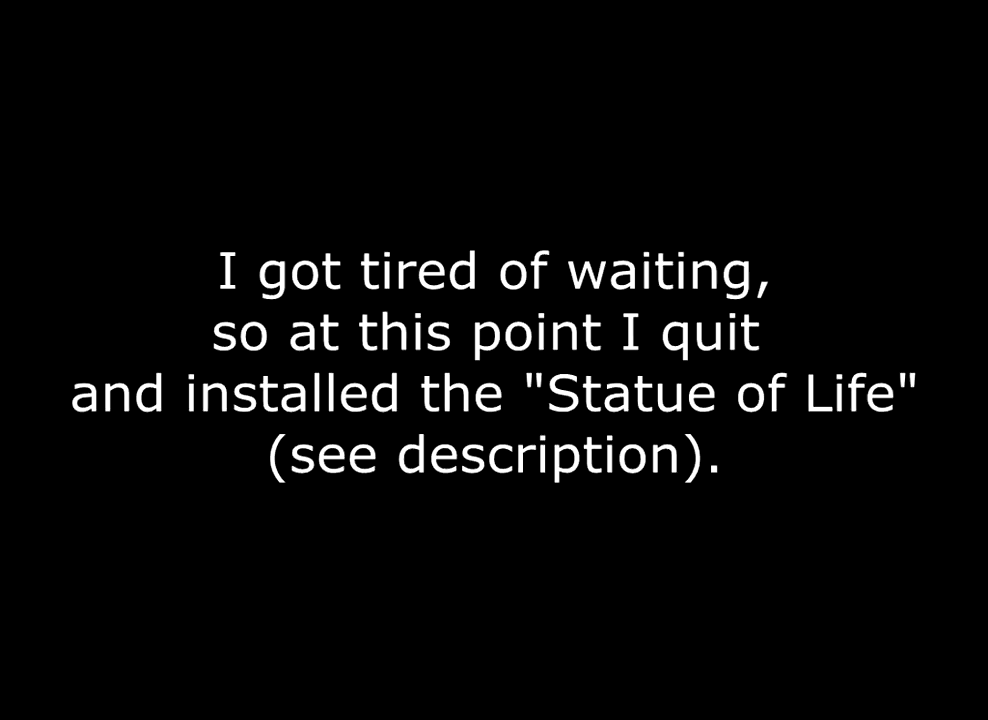 I got tired of waiting,
so at this point I quit
and installed the "Statue of Life"
(see description).